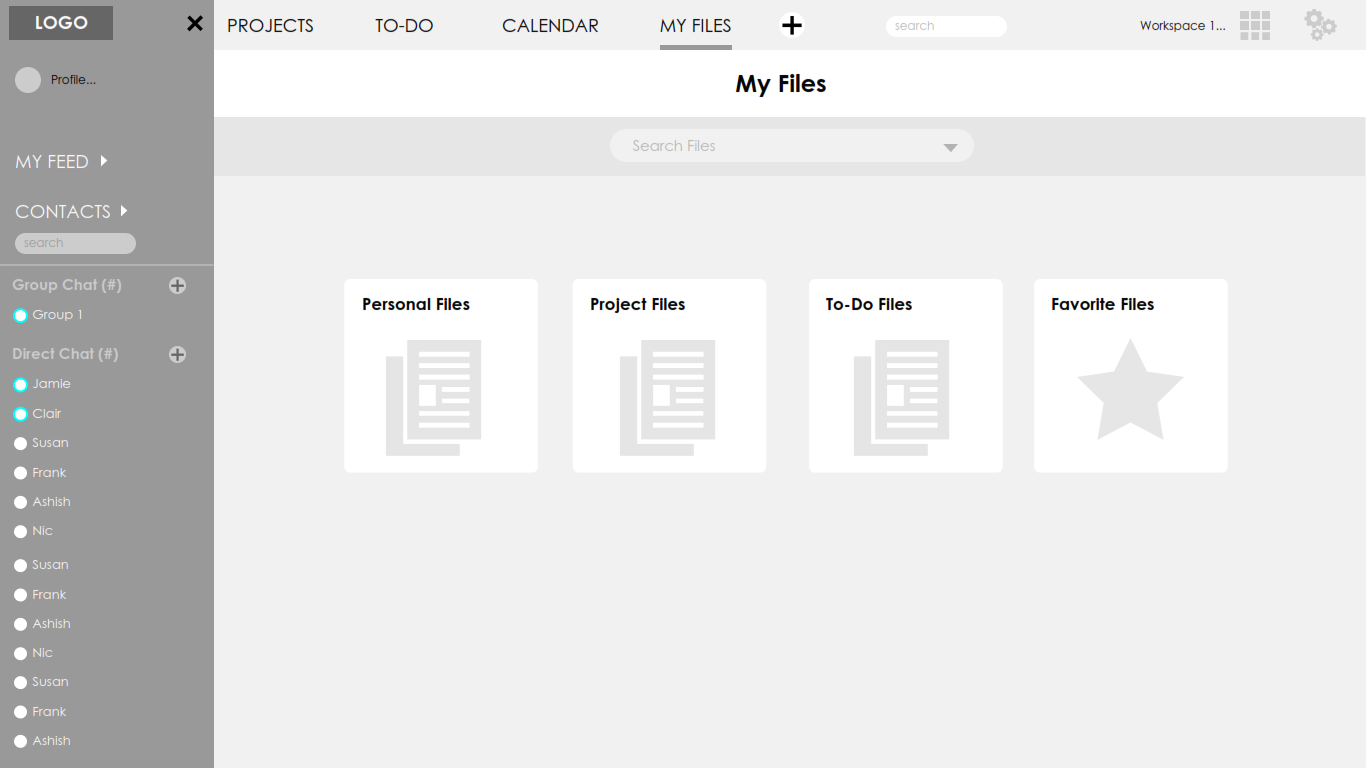 LOGO
PROJECTS
TO-DO
CALENDAR
MY FILES
search
Workspace 1...
Profile...
MY FEED
CONTACTS
search
Group Chat (#)
Group 1
Direct Chat (#)
Jamie
Clair
Susan
Frank
Ashish
Nic
Susan
Frank
Ashish
Nic
Susan
Frank
Ashish
My Files
Search Files
Personal Files
Project Files
To-Do Files
Favorite Files